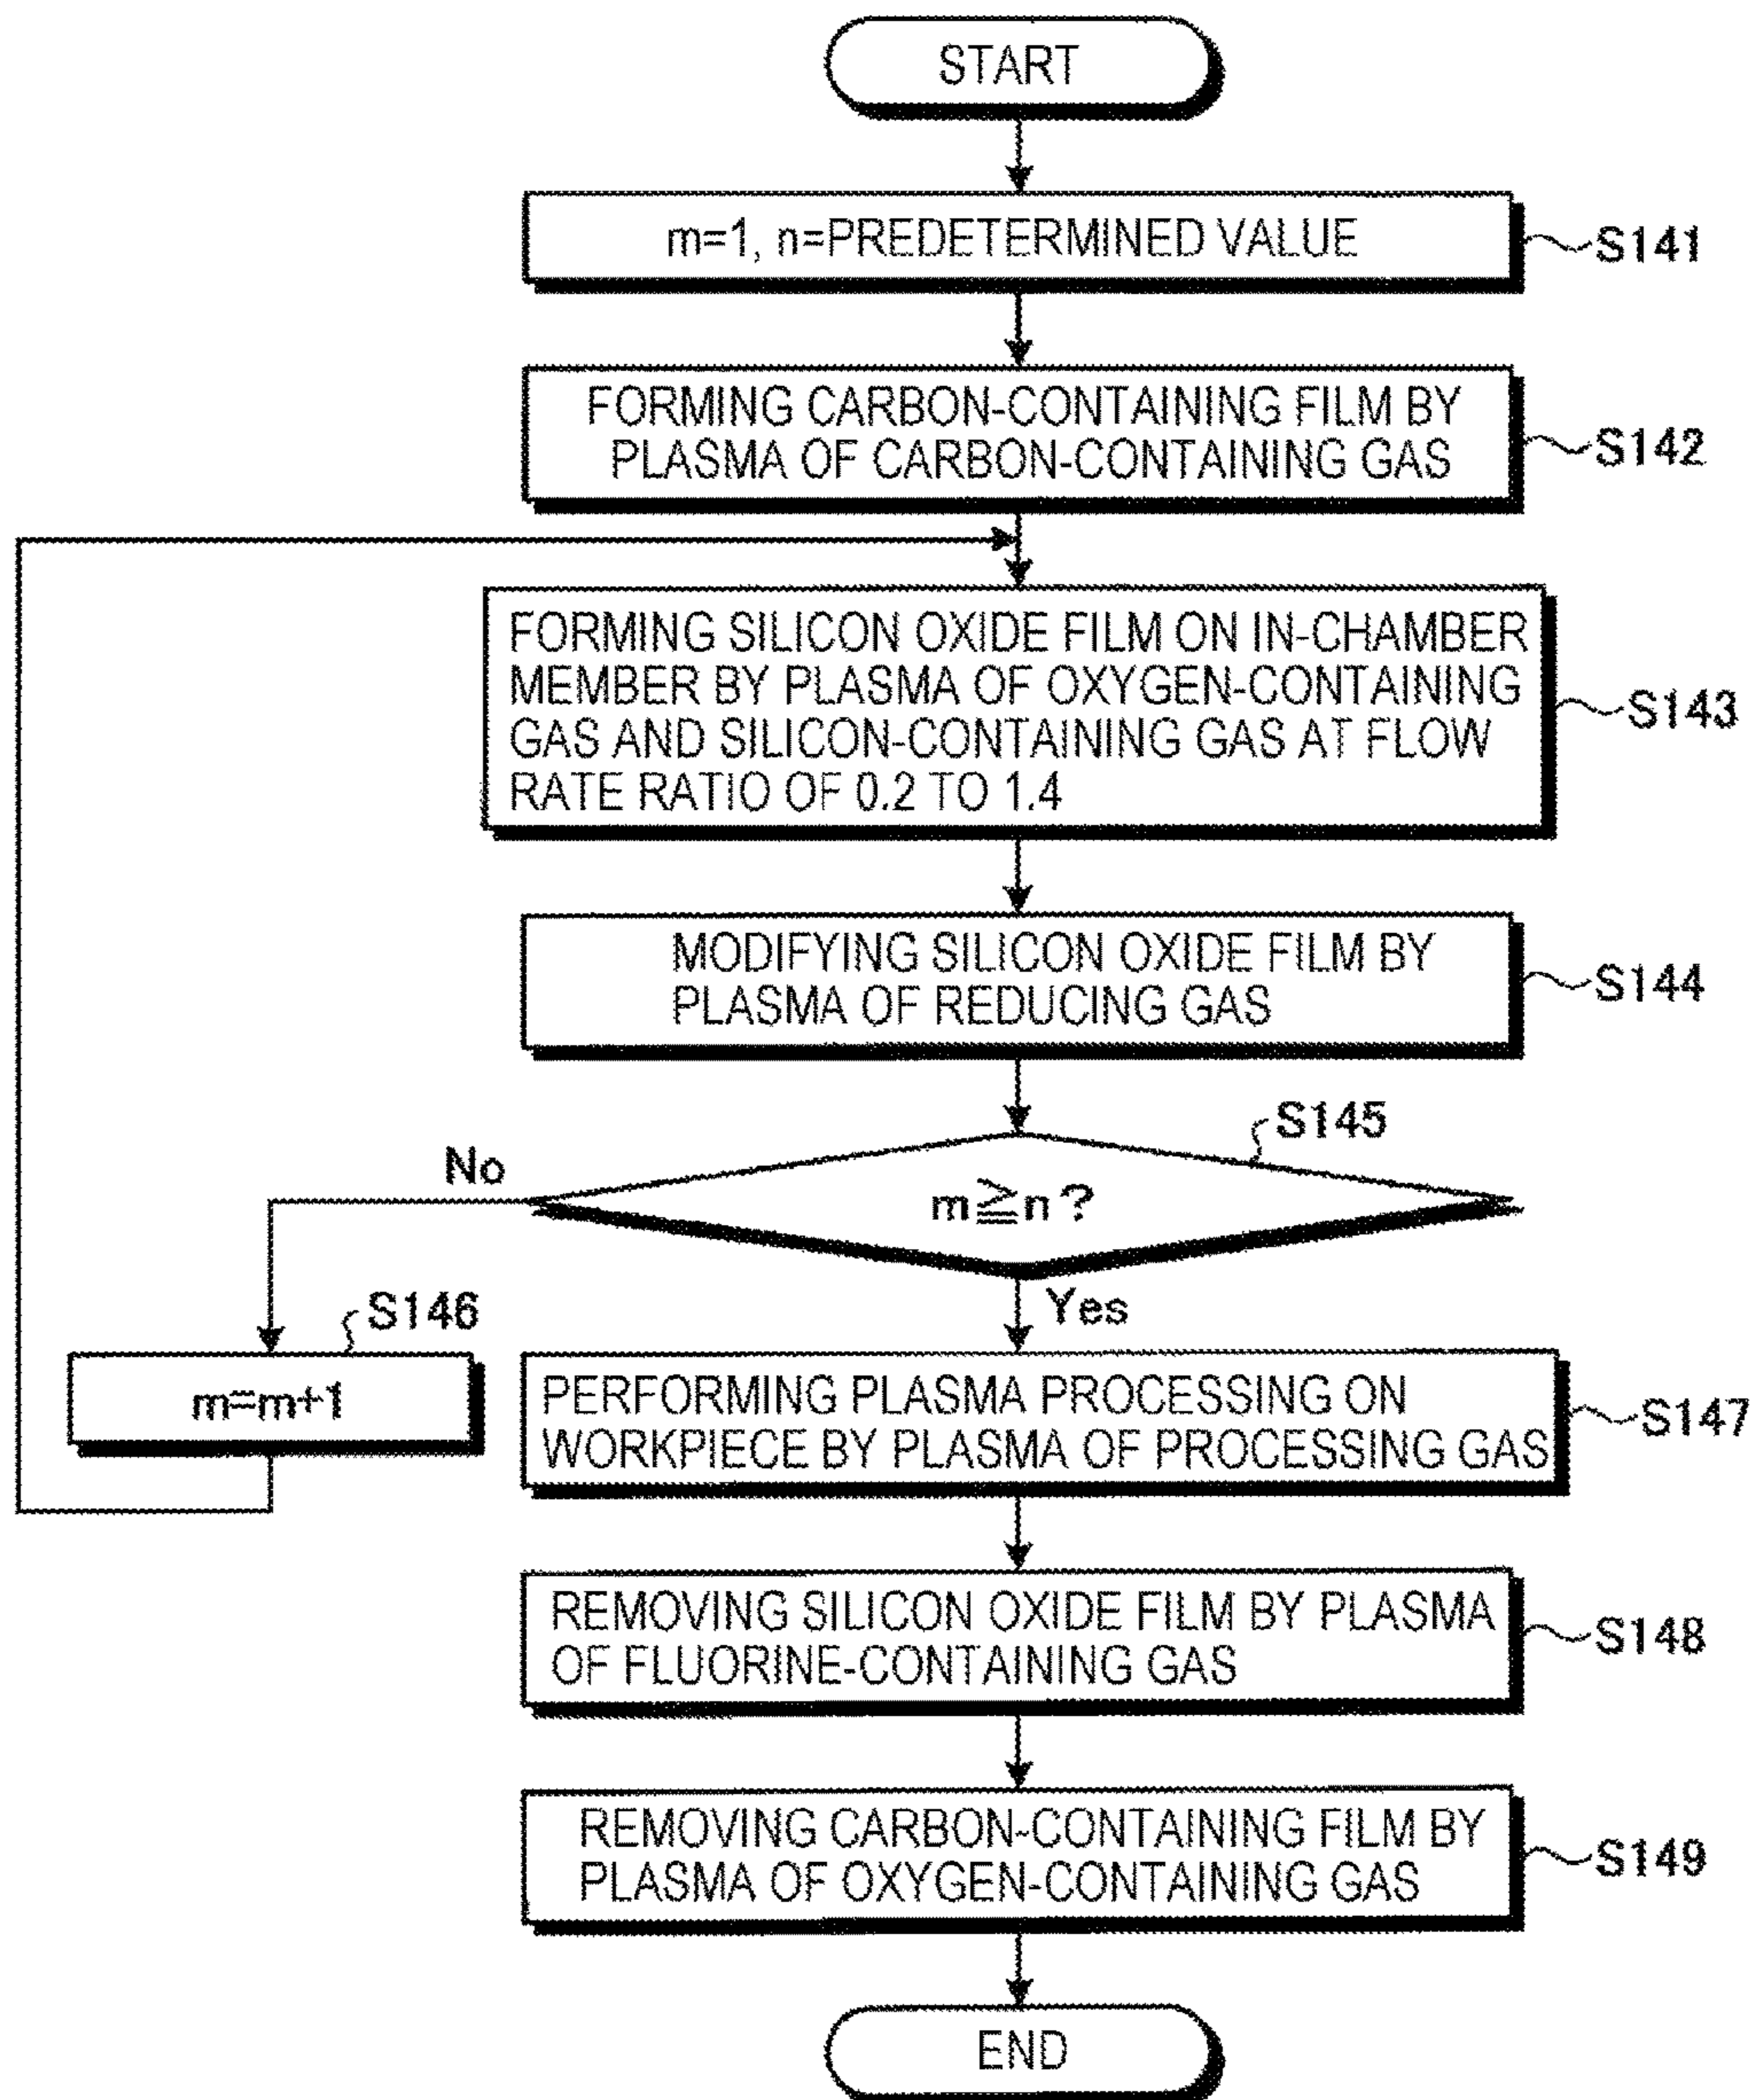 START
m=1, n=PREDETERMINED VALUE
S141
FORMING CARBON-CONTAINING FILM BY
PLASMA OF CARBON-CONTAINING GAS
S142
FORMING SILICON OXIDE FILM ON IN-CHAMBER
MEMBER BY PLASMA OF OXYGEN-CONTAINING
GAS AND SILICON-CONTAINING GAS AT FLOW
RATE RATIO OF 0.2 TO 1.4
S143
MODIFYING SILICON OXIDE FILM BY
PLASMA OF REDUCING GAS
S144
S145
m≧n?
No
Yes
S146
m=m+1
PERFORMING PLASMA PROCESSING ON
WORKPIECE BY PLASMA OF PROCESSING GAS
S147
REMOVING SILICON OXIDE FILM BY PLASMA
OF FLUORINE-CONTAINING GAS
S148
REMOVING CARBON-CONTAINING FILM BY
PLASMA OF OXYGEN-CONTAINING GAS
S149
END